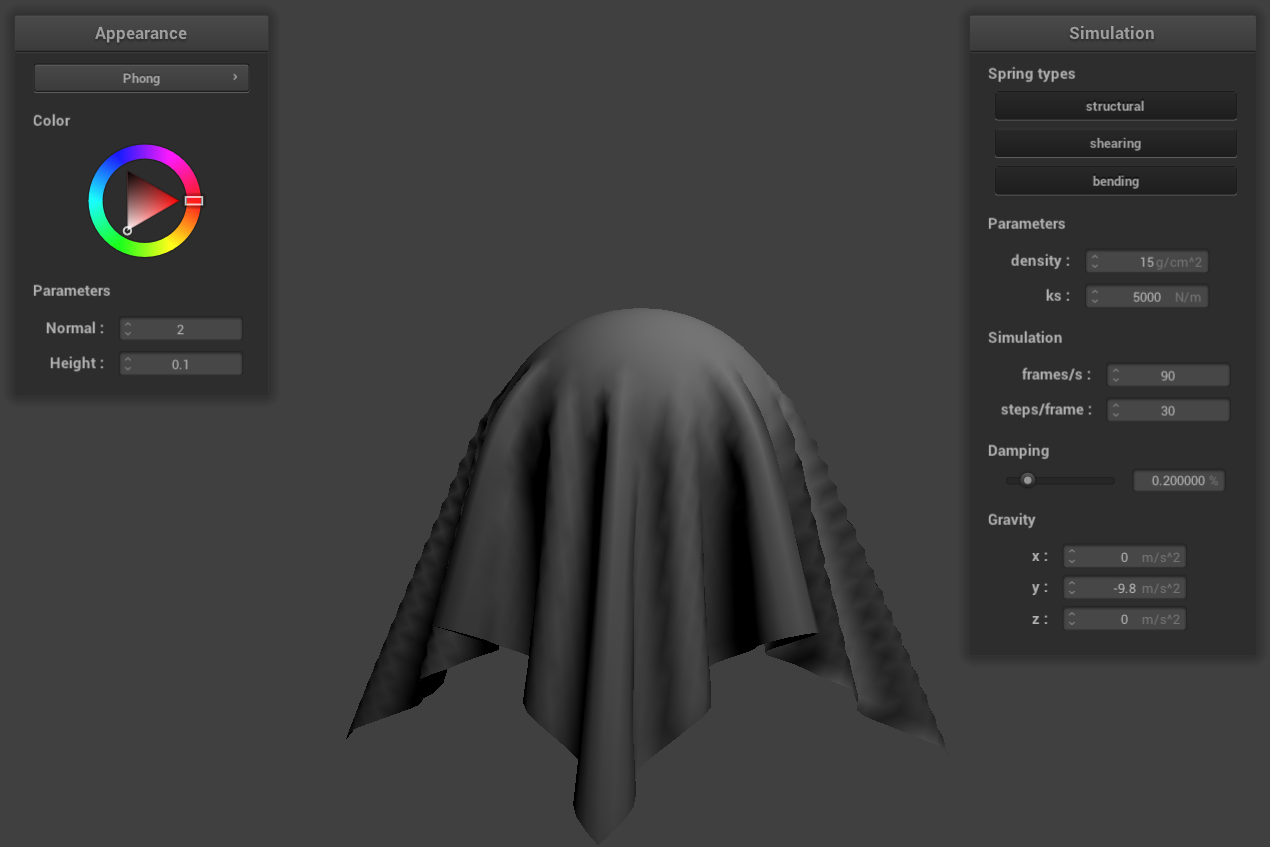 Appearance
Phong
Color
Parameters
Normal : 2
Height : 0.1
Simulation
Spring types
structural
shearing
bending
Parameters
density : 15 g/cm^2
ks : 5000 N/m
Simulation
frames/s : 90
steps/frame : 30
Damping
0.200000 %
Gravity
x : 0 m/s^2
y : -9.8 m/s^2
z : 0 m/s^2